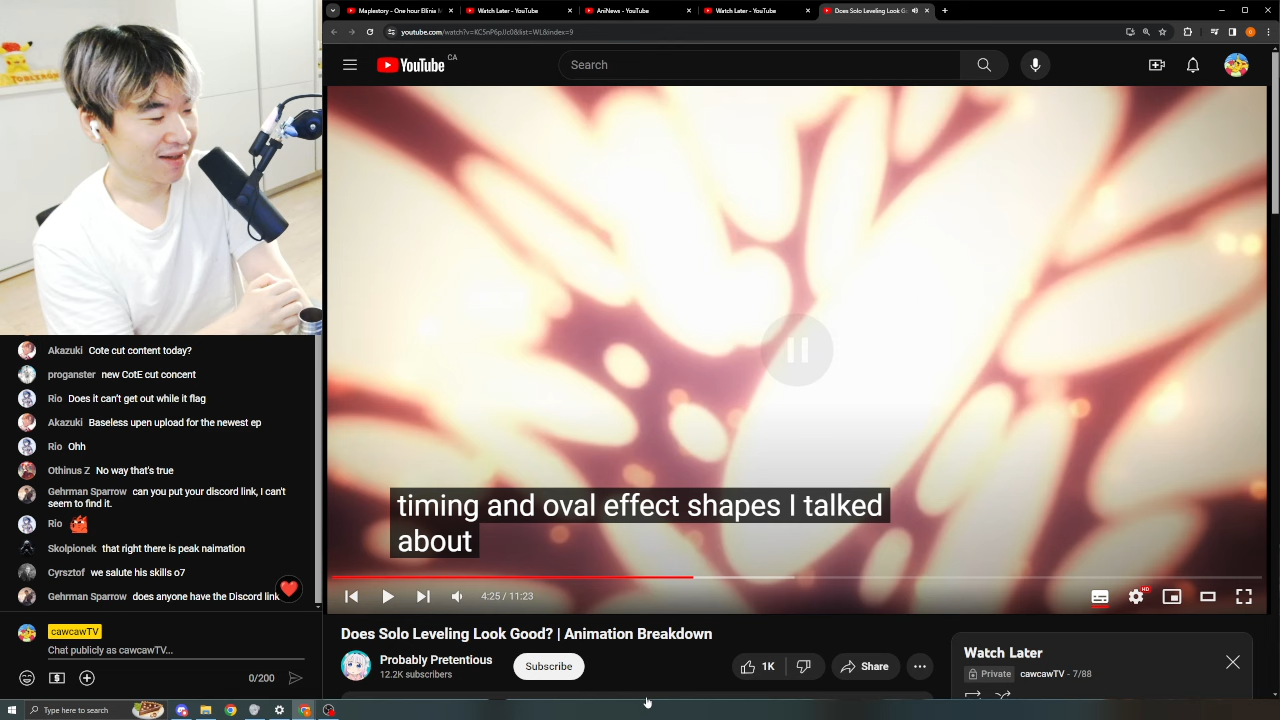 Maplestory - One hour Ellinia M
Watch Later - YouTube
AniNews - YouTube
Watch Later - YouTube
Does Solo Leveling Look G
youtube.com/watch?v=XC5nP6pJJc0&list=WL&index=9
YouTube CA
Search
TOBLERON
timing and oval effect shapes I talked
about
4:25 / 11:23
HD
Does Solo Leveling Look Good? | Animation Breakdown
Probably Pretentious
12.2K subscribers
Subscribe
1K
Share
Watch Later
Private
cawcawTV - 7/88
Akazuki Cote cut content today?
proganster new CotE cut concent
Rio Does it can't get out while it flag
Akazuki Baseless upen upload for the newest ep
Rio Ohh
Othinus Z No way that's true
Gehrman Sparrow can you put your discord link, I can't
seem to find it.
Rio
Skolpionek that right there is peak naimation
Cyrsztof we salute his skills o7
Gehrman Sparrow does anyone have the Discord link
cawcawTV
Chat publicly as cawcawTV...
0/200
Type here to search